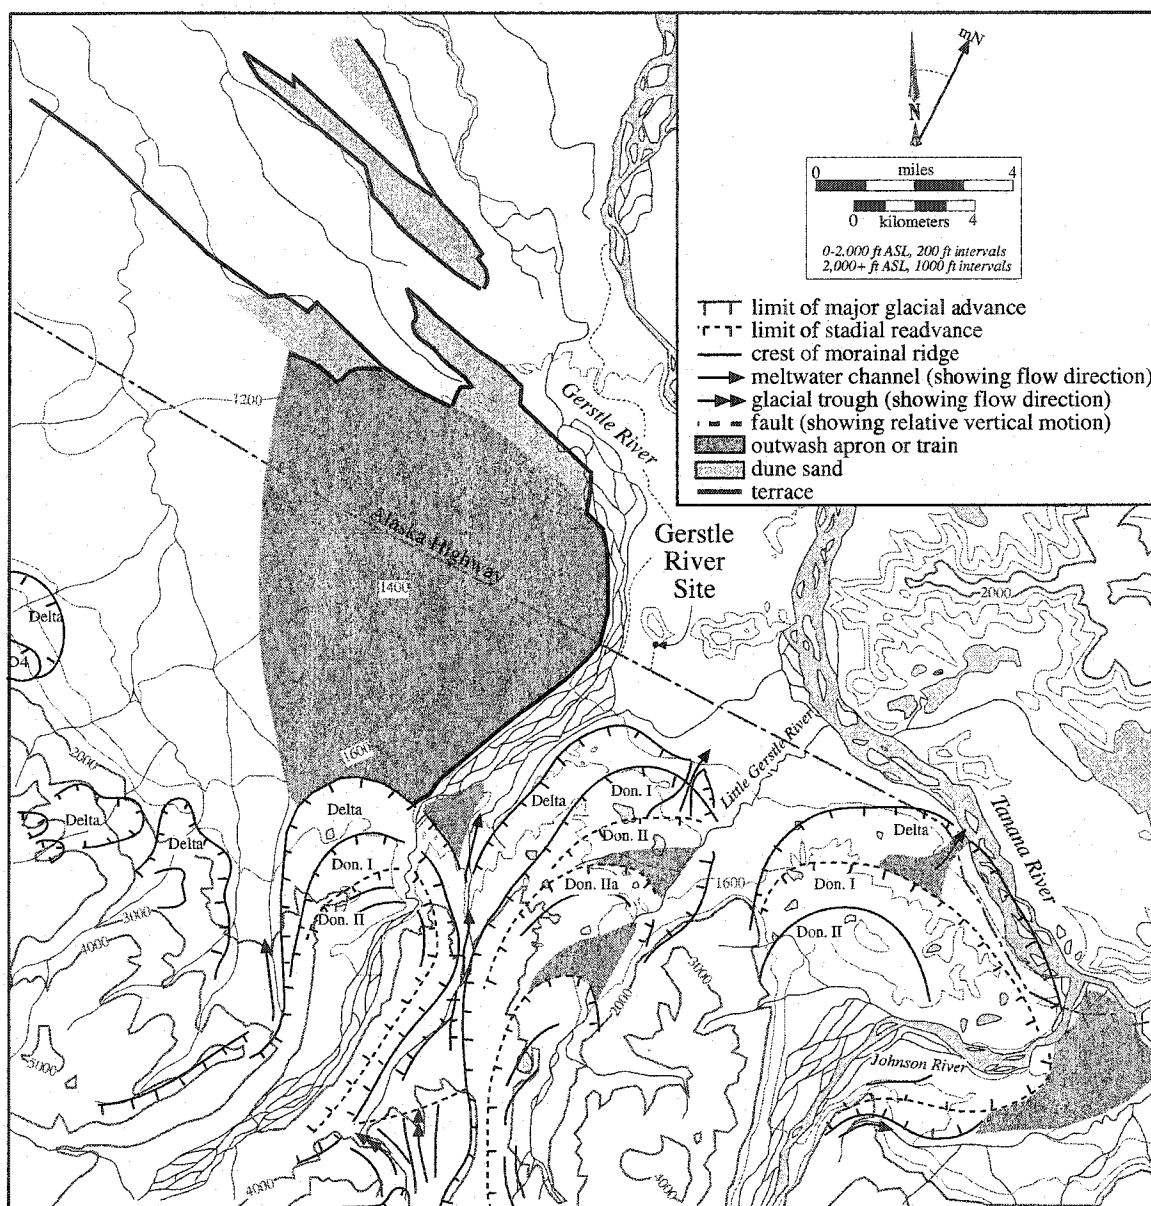 mN
N
0 miles 4
0 kilometers 4
0-2,000 ft ASL, 200 ft intervals
2,000+ ft ASL, 1000 ft intervals
limit of major glacial advance
limit of stadial readvance
crest of morainal ridge
meltwater channel (showing flow direction)
glacial trough (showing flow direction)
fault (showing relative vertical motion)
outwash apron or train
dune sand
terrace
1200
Gerstle River
Alaska Highway
Gerstle
River
Site
1400
2000
Delta
D4
1600
2000
Little Gerstle River
Tanana River
Delta
Delta
Delta
Delta
Don. I
Don. II
Delta
Don. I
Don. II
Don. IIa
1600
Don. I
Don. II
3000
4000
3000
2000
5000
Johnson River
4000
4000